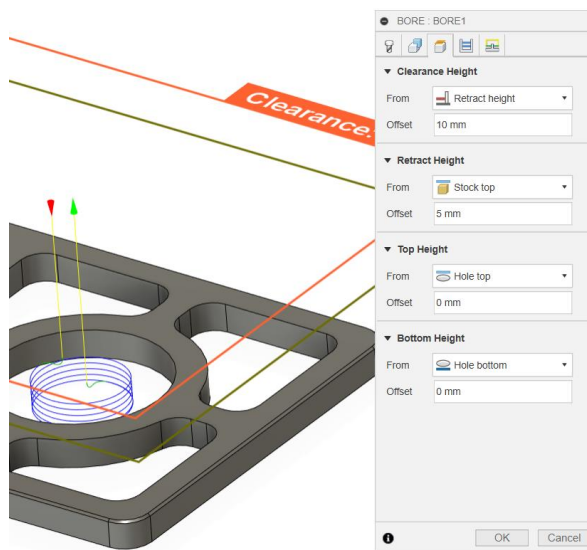 BORE : BORE1
Clearance:
Clearance Height
From Retract height
Offset 10 mm
Retract Height
From Stock top
Offset 5 mm
Top Height
From Hole top
Offset 0 mm
Bottom Height
From Hole bottom
Offset 0 mm
OK Cancel